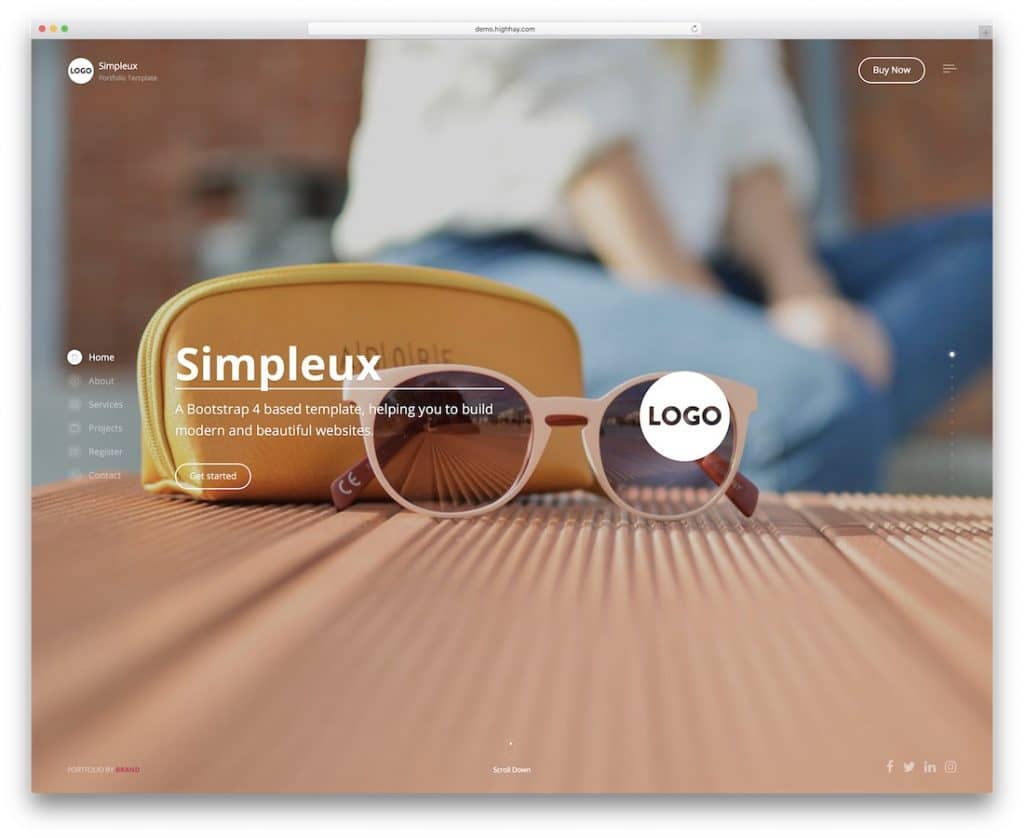 demo.highhay.com
LOGO
Simpleux
Portfolio Template
Buy Now
Home
About
Services
Projects
Register
Contact
Simpleux
A Bootstrap 4 based template, helping you to build
modern and beautiful websites.
Get started
LOGO
CE
PORTFOLIO BY BRAND
Scroll Down